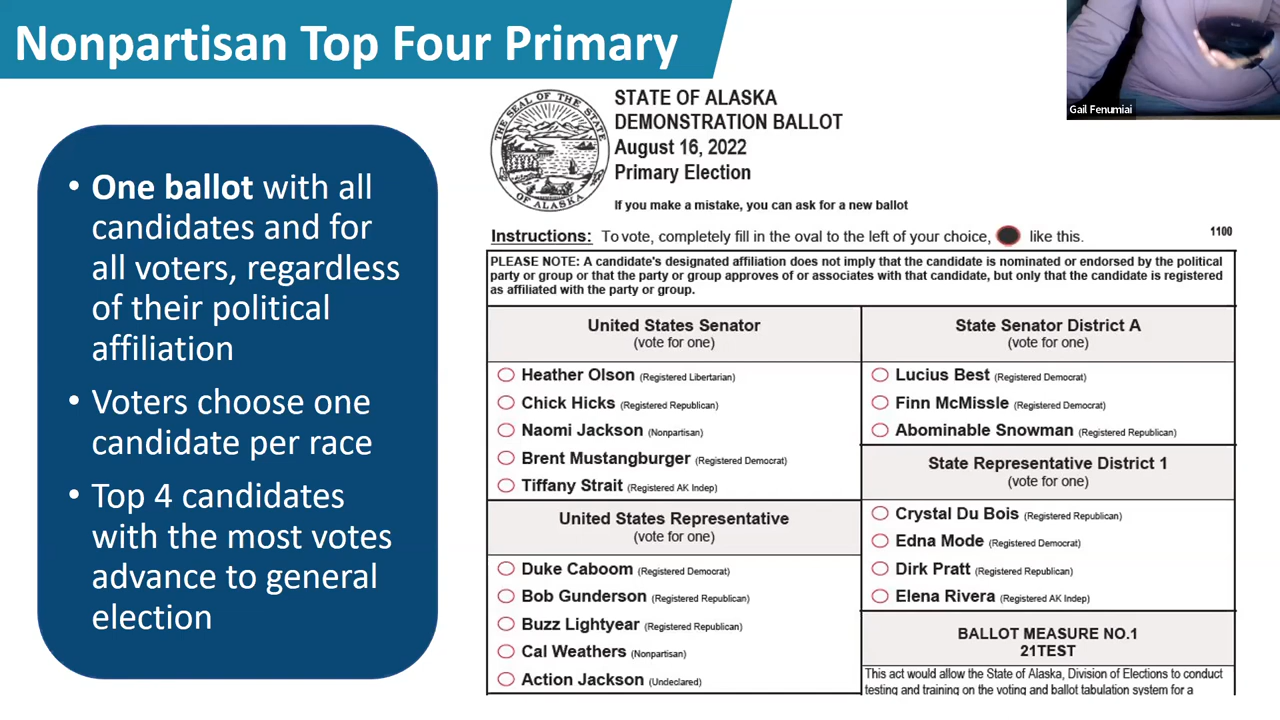 Nonpartisan Top Four Primary
Gail Fenumiai
• One ballot with all
candidates and for
all voters, regardless
of their political
affiliation
• Voters choose one
candidate per race
• Top 4 candidates
with the most votes
advance to general
election
THE SEAL OF THE STATE OF ALASKA
STATE OF ALASKA
DEMONSTRATION BALLOT
August 16, 2022
Primary Election
If you make a mistake, you can ask for a new ballot
Instructions: To vote, completely fill in the oval to the left of your choice, like this.
1100
PLEASE NOTE: A candidate's designated affiliation does not imply that the candidate is nominated or endorsed by the political
party or group or that the party or group approves of or associates with that candidate, but only that the candidate is registered
as affiliated with the party or group.
United States Senator
(vote for one)
Heather Olson (Registered Libertarian)
Chick Hicks (Registered Republican)
Naomi Jackson (Nonpartisan)
Brent Mustangburger (Registered Democrat)
Tiffany Strait (Registered AK Indep)
United States Representative
(vote for one)
Duke Caboom (Registered Democrat)
Bob Gunderson (Registered Republican)
Buzz Lightyear (Registered Republican)
Cal Weathers (Nonpartisan)
Action Jackson (Undeclared)
State Senator District A
(vote for one)
Lucius Best (Registered Democrat)
Finn McMissle (Registered Democrat)
Abominable Snowman (Registered Republican)
State Representative District 1
(vote for one)
Crystal Du Bois (Registered Republican)
Edna Mode (Registered Democrat)
Dirk Pratt (Registered Republican)
Elena Rivera (Registered AK Indep)
BALLOT MEASURE NO.1
21TEST
This act would allow the State of Alaska, Division of Elections to conduct
testing and training on the voting and ballot tabulation system for a